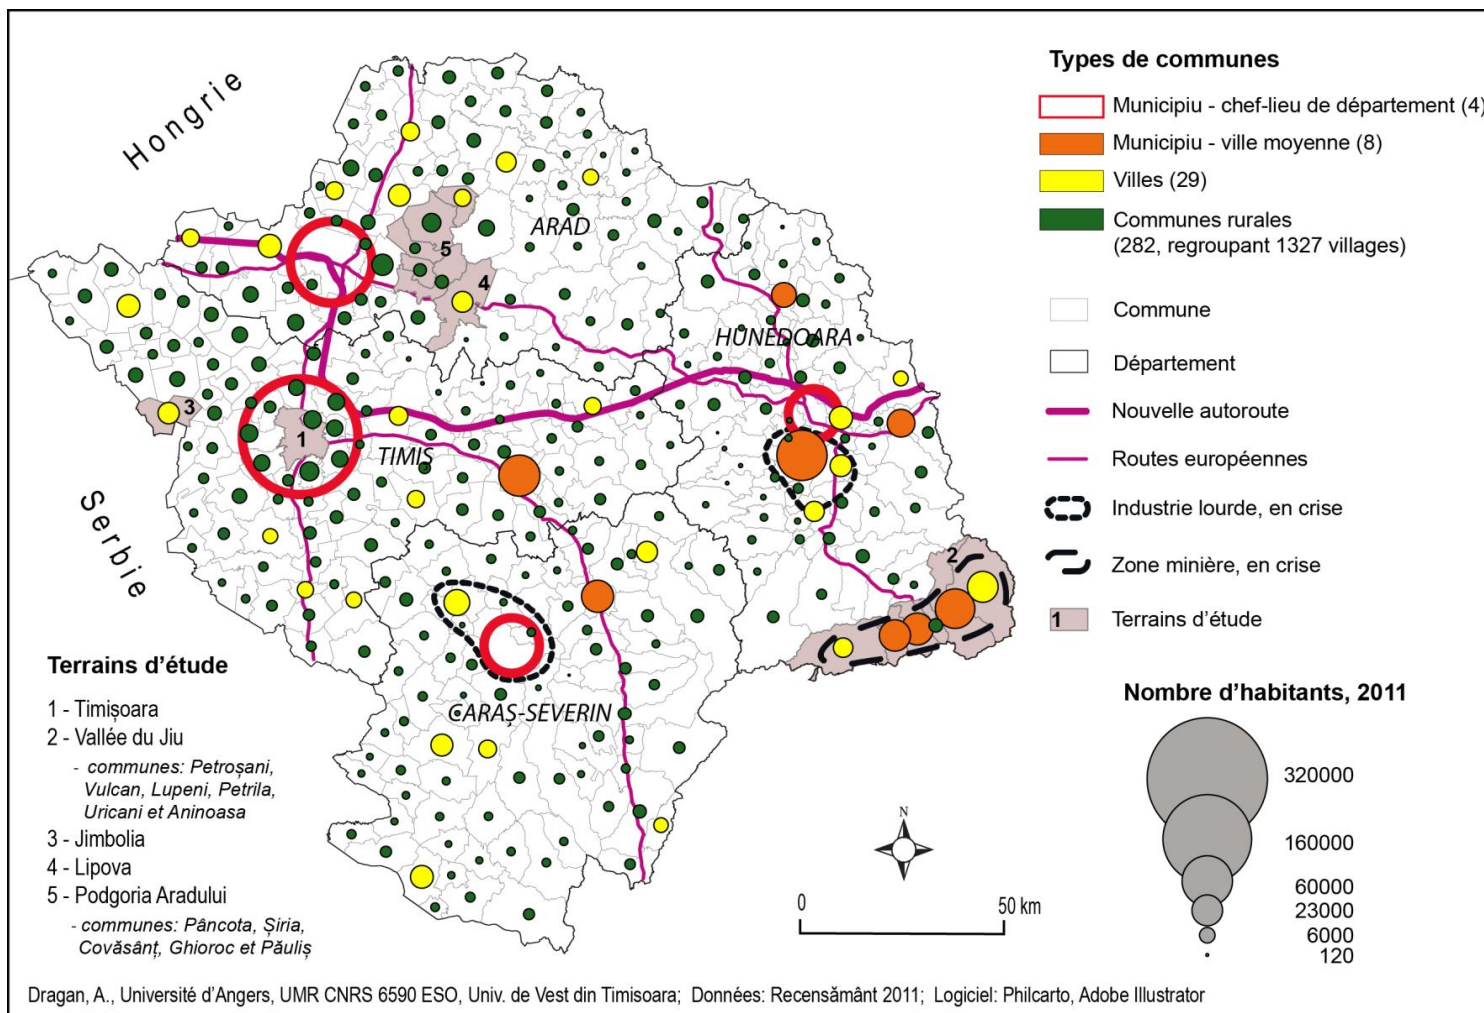 Hongrie
Serbie
ARAD
HUNEDOARA
TIMIȘ
CARAȘ-SEVERIN
5
4
3
1
2
Types de communes
Municipiu - chef-lieu de département (4)
Municipiu - ville moyenne (8)
Villes (29)
Communes rurales
(282, regroupant 1327 villages)
Commune
Département
Nouvelle autoroute
Routes européennes
Industrie lourde, en crise
Zone minière, en crise
1 Terrains d'étude
Nombre d'habitants, 2011
320000
160000
60000
23000
6000
120
Terrains d'étude
1 - Timișoara
2 - Vallée du Jiu
- communes: Petroșani,
Vulcan, Lupeni, Petrila,
Uricani et Aninoasa
3 - Jimbolia
4 - Lipova
5 - Podgoria Aradului
- communes: Pâncota, Șiria,
Covăsânț, Ghioroc et Păuliș
N
0 50 km
Dragan, A., Université d'Angers, UMR CNRS 6590 ESO, Univ. de Vest din Timisoara; Données: Recensământ 2011; Logiciel: Philcarto, Adobe Illustrator